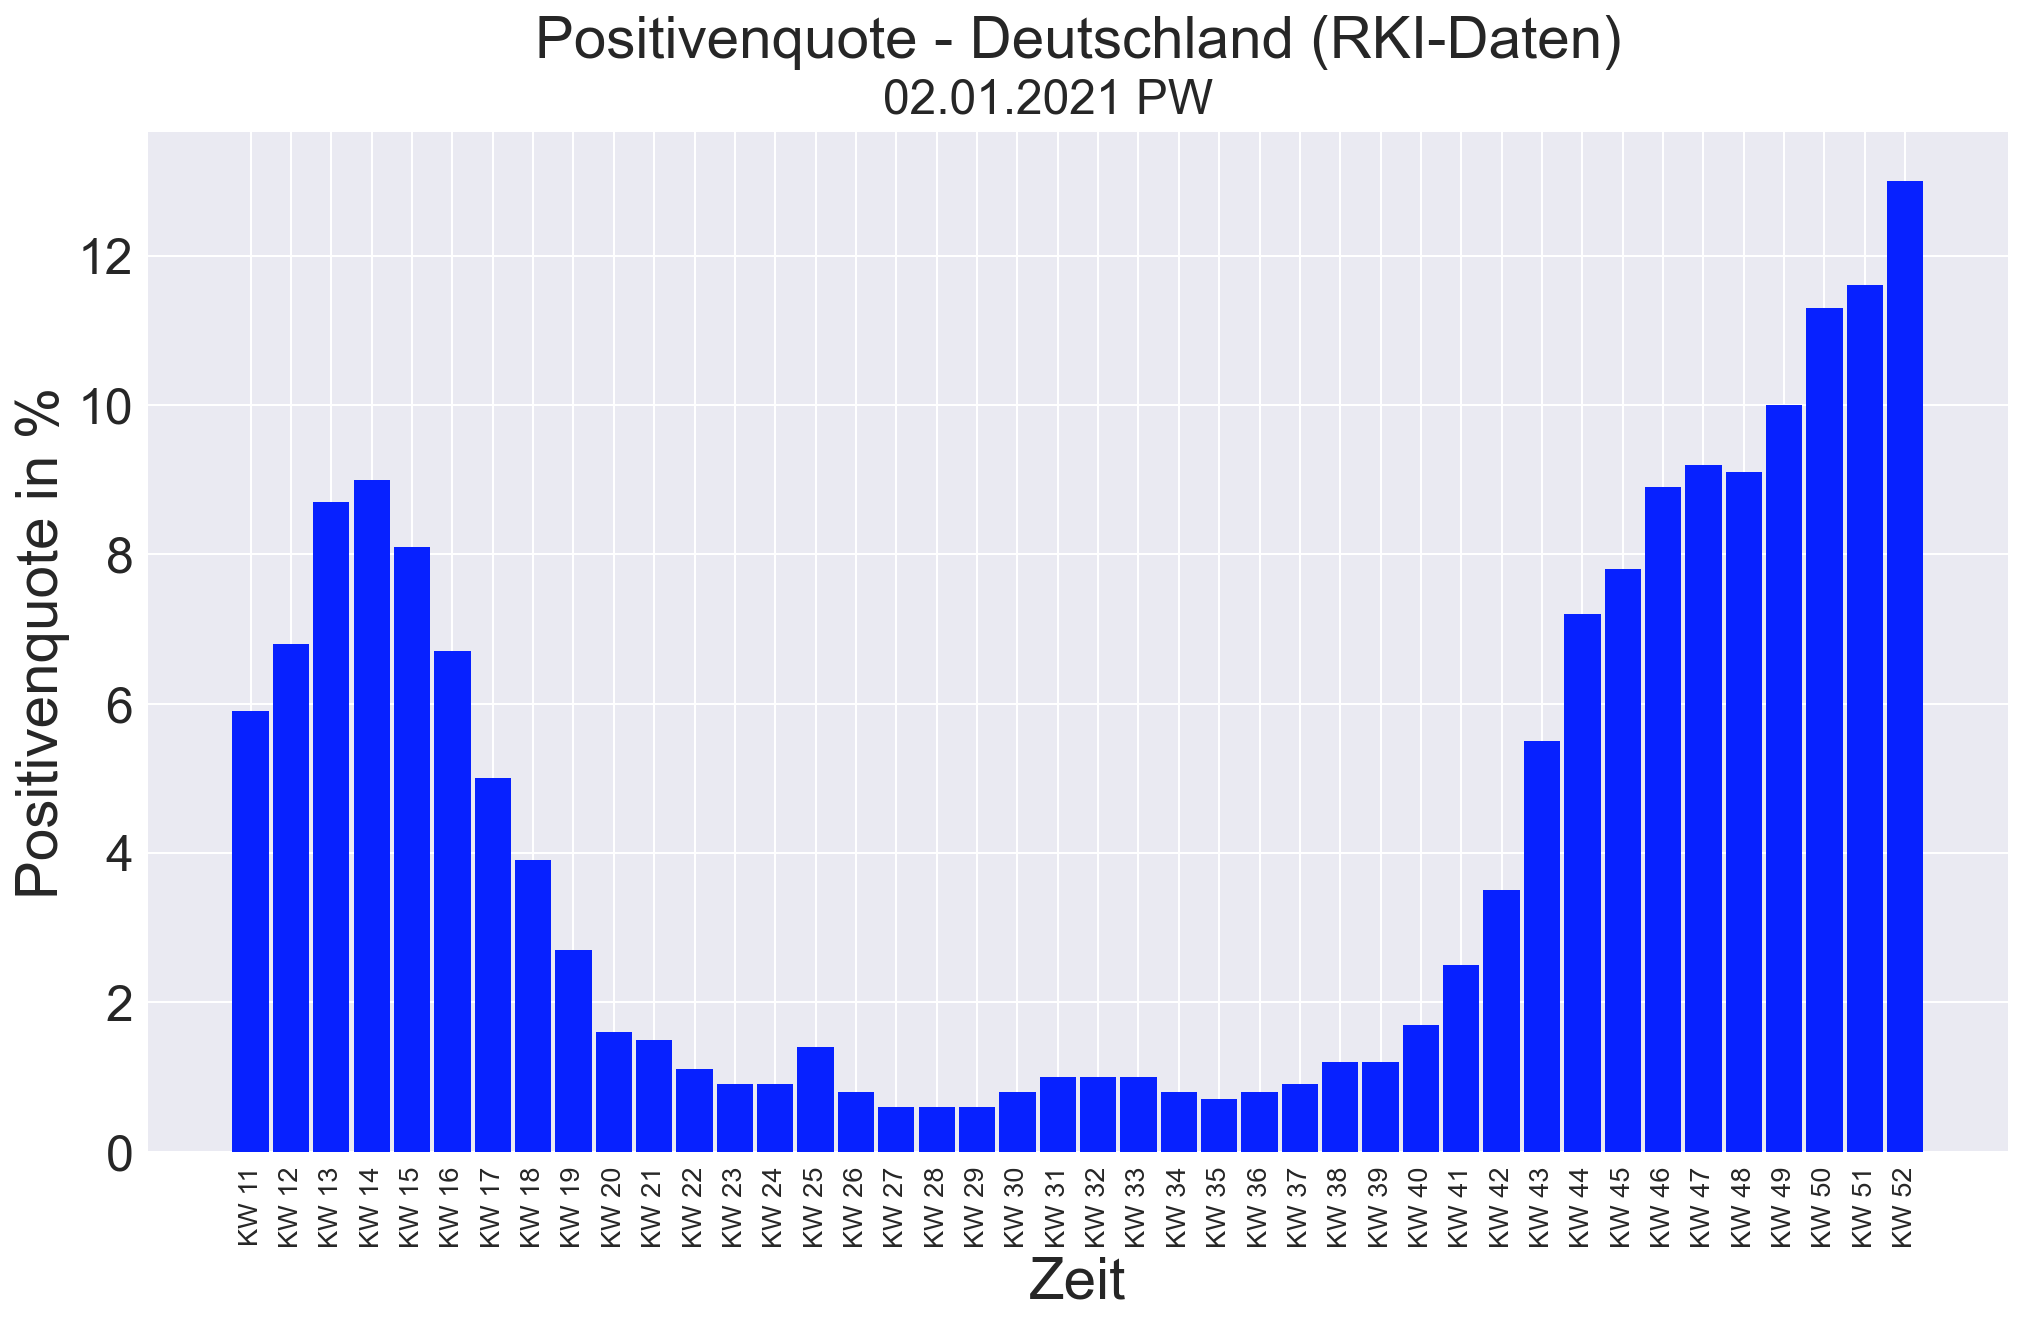 Positivenquote - Deutschland (RKI-Daten)
02.01.2021 PW
Positivenquote in %
12
10
8
6
4
2
0
KW 11
KW 12
KW 13
KW 14
KW 15
KW 16
KW 17
KW 18
KW 19
KW 20
KW 21
KW 22
KW 23
KW 24
KW 25
KW 26
KW 27
KW 28
KW 29
KW 30
KW 31
KW 32
KW 33
KW 34
KW 35
KW 36
KW 37
KW 38
KW 39
KW 40
KW 41
KW 42
KW 43
KW 44
KW 45
KW 46
KW 47
KW 48
KW 49
KW 50
KW 51
KW 52
Zeit